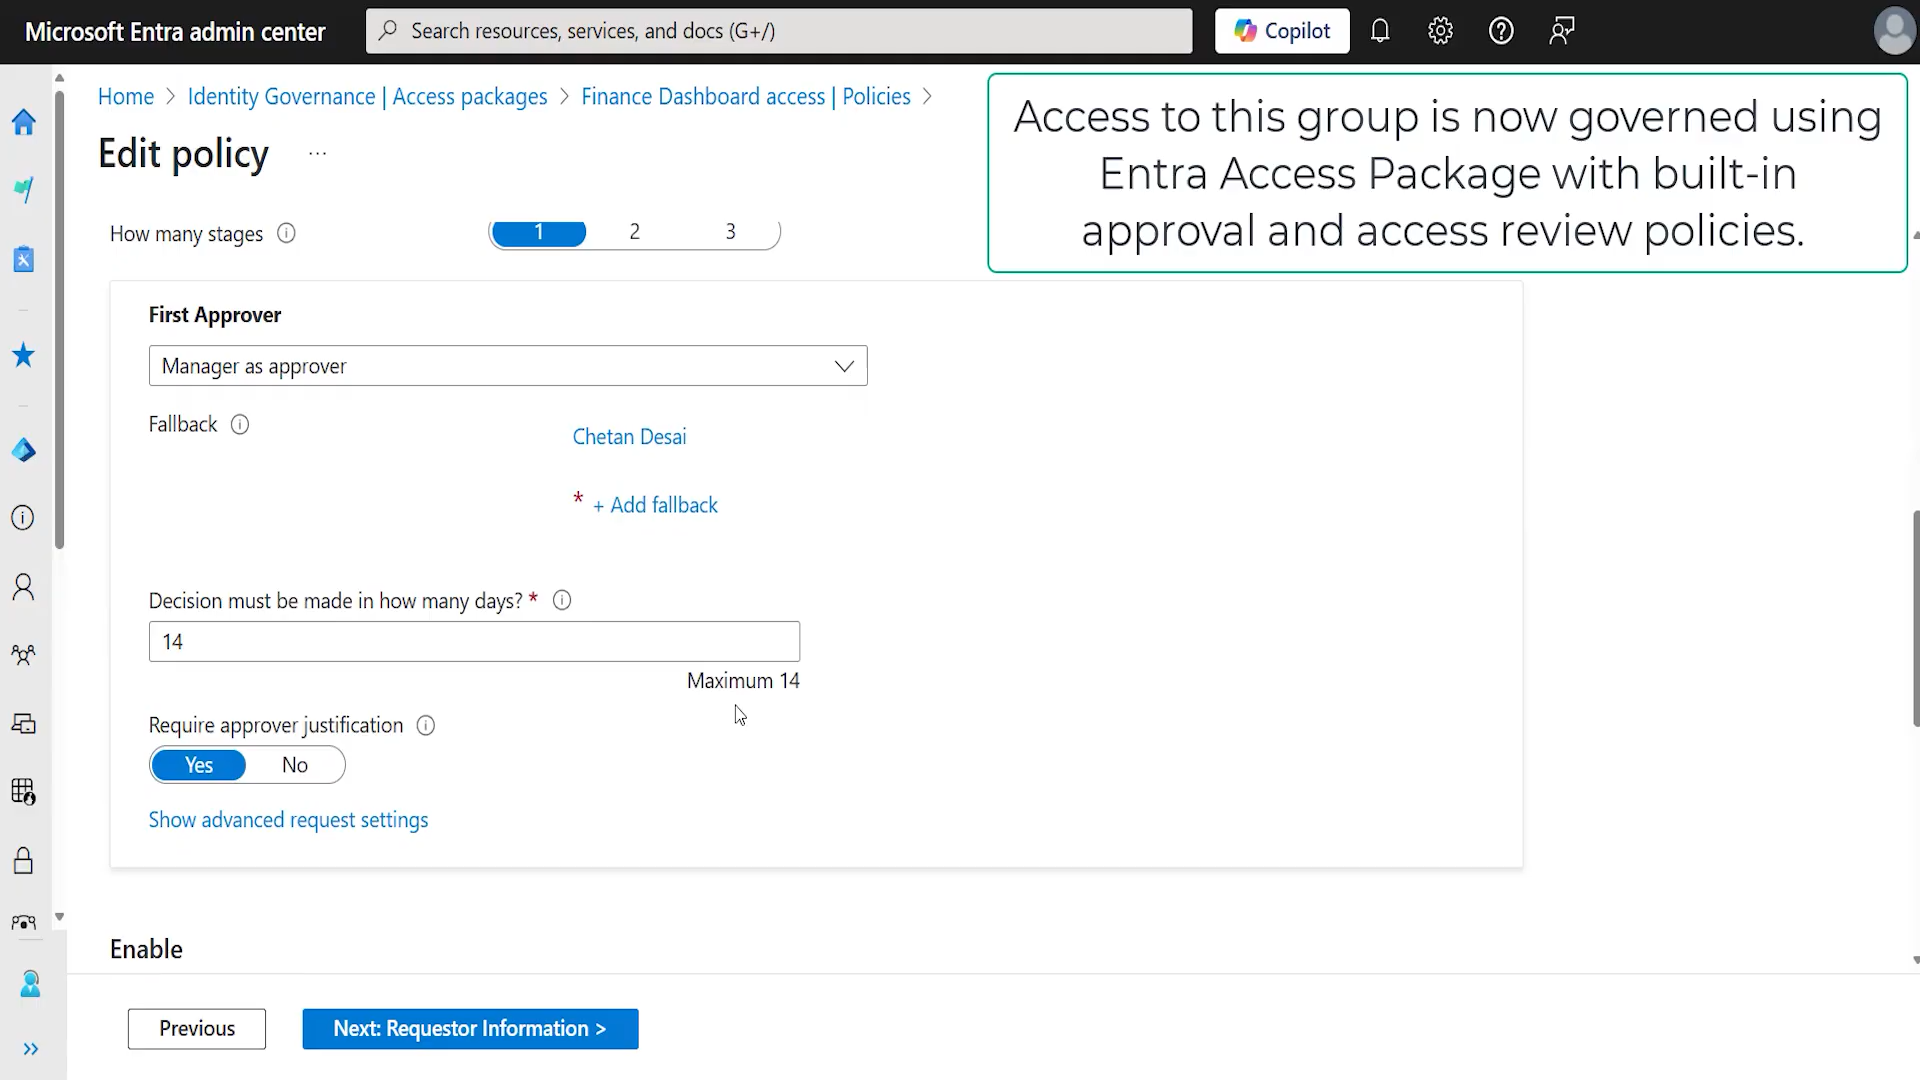 Microsoft Entra admin center
Search resources, services, and docs (G+/)
Copilot
Home > Identity Governance | Access packages > Finance Dashboard access | Policies >
Edit policy ...
Access to this group is now governed using
Entra Access Package with built-in
approval and access review policies.
How many stages
1 2 3
First Approver
Manager as approver
Fallback
Chetan Desai
* + Add fallback
Decision must be made in how many days? *
14
Maximum 14
Require approver justification
Yes No
Show advanced request settings
Enable
Previous
Next: Requestor Information >